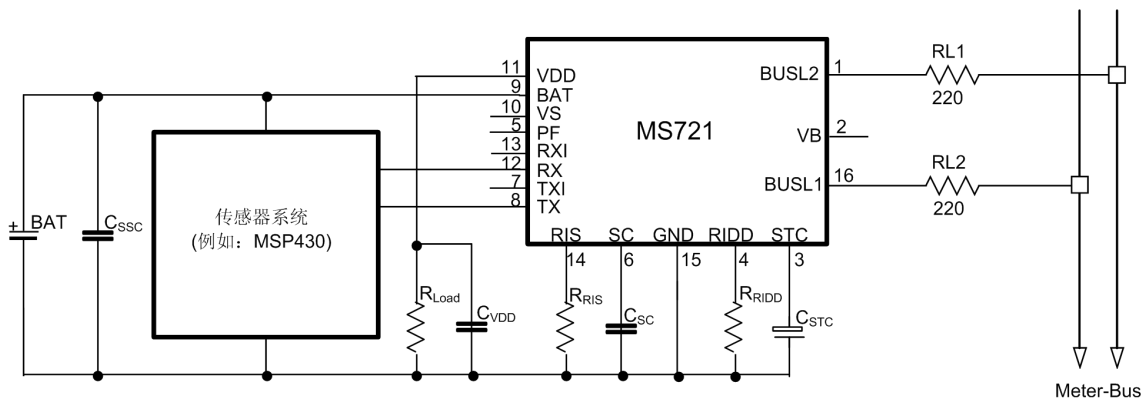 RL1
220
RL2
220
Meter-Bus
MS721
BUSL2
1
VB
2
BUSL1
16
11
VDD
9
BAT
10
VS
5
PF
13
RXI
12
RX
7
TXI
8
TX
RIS
SC
GND
RIDD
STC
14
6
15
4
3
+
BAT
CSSC
传感器系统
(例如：MSP430)
RLoad
CVDD
RRIS
CSC
RRIDD
CSTC